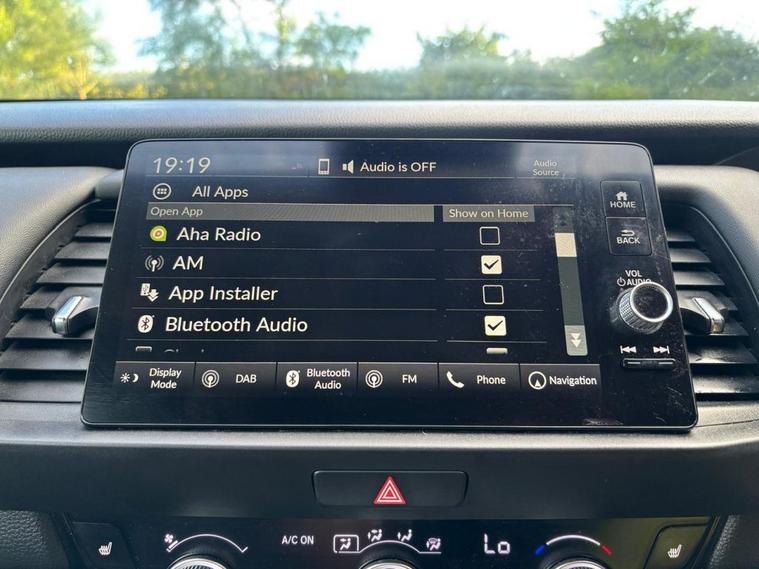 19:19 Audio is OFF Audio Source
All Apps
HOME
Open App Show on Home
Aha Radio
BACK
AM
VOL
AUDIO
App Installer
Bluetooth Audio
Display Mode DAB Bluetooth Audio FM Phone Navigation
A/C ON Lo